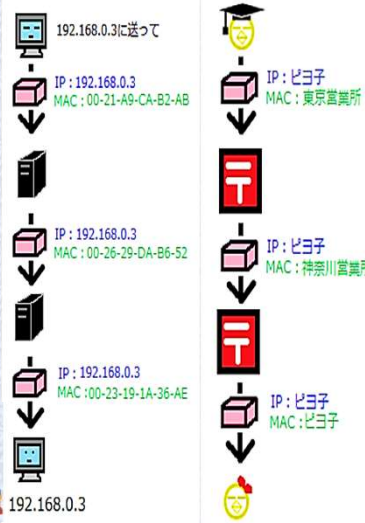 192.168.0.3に送って
IP : 192.168.0.3
MAC : 00-21-A9-CA-B2-AB
IP : 192.168.0.3
MAC : 00-26-29-DA-B6-52
IP : 192.168.0.3
MAC :00-23-19-1A-36-AE
192.168.0.3
IP : ピヨ子
MAC : 東京営業所
〒
IP : ピヨ子
MAC : 神奈川営業所
〒
IP : ピヨ子
MAC : ピヨ子